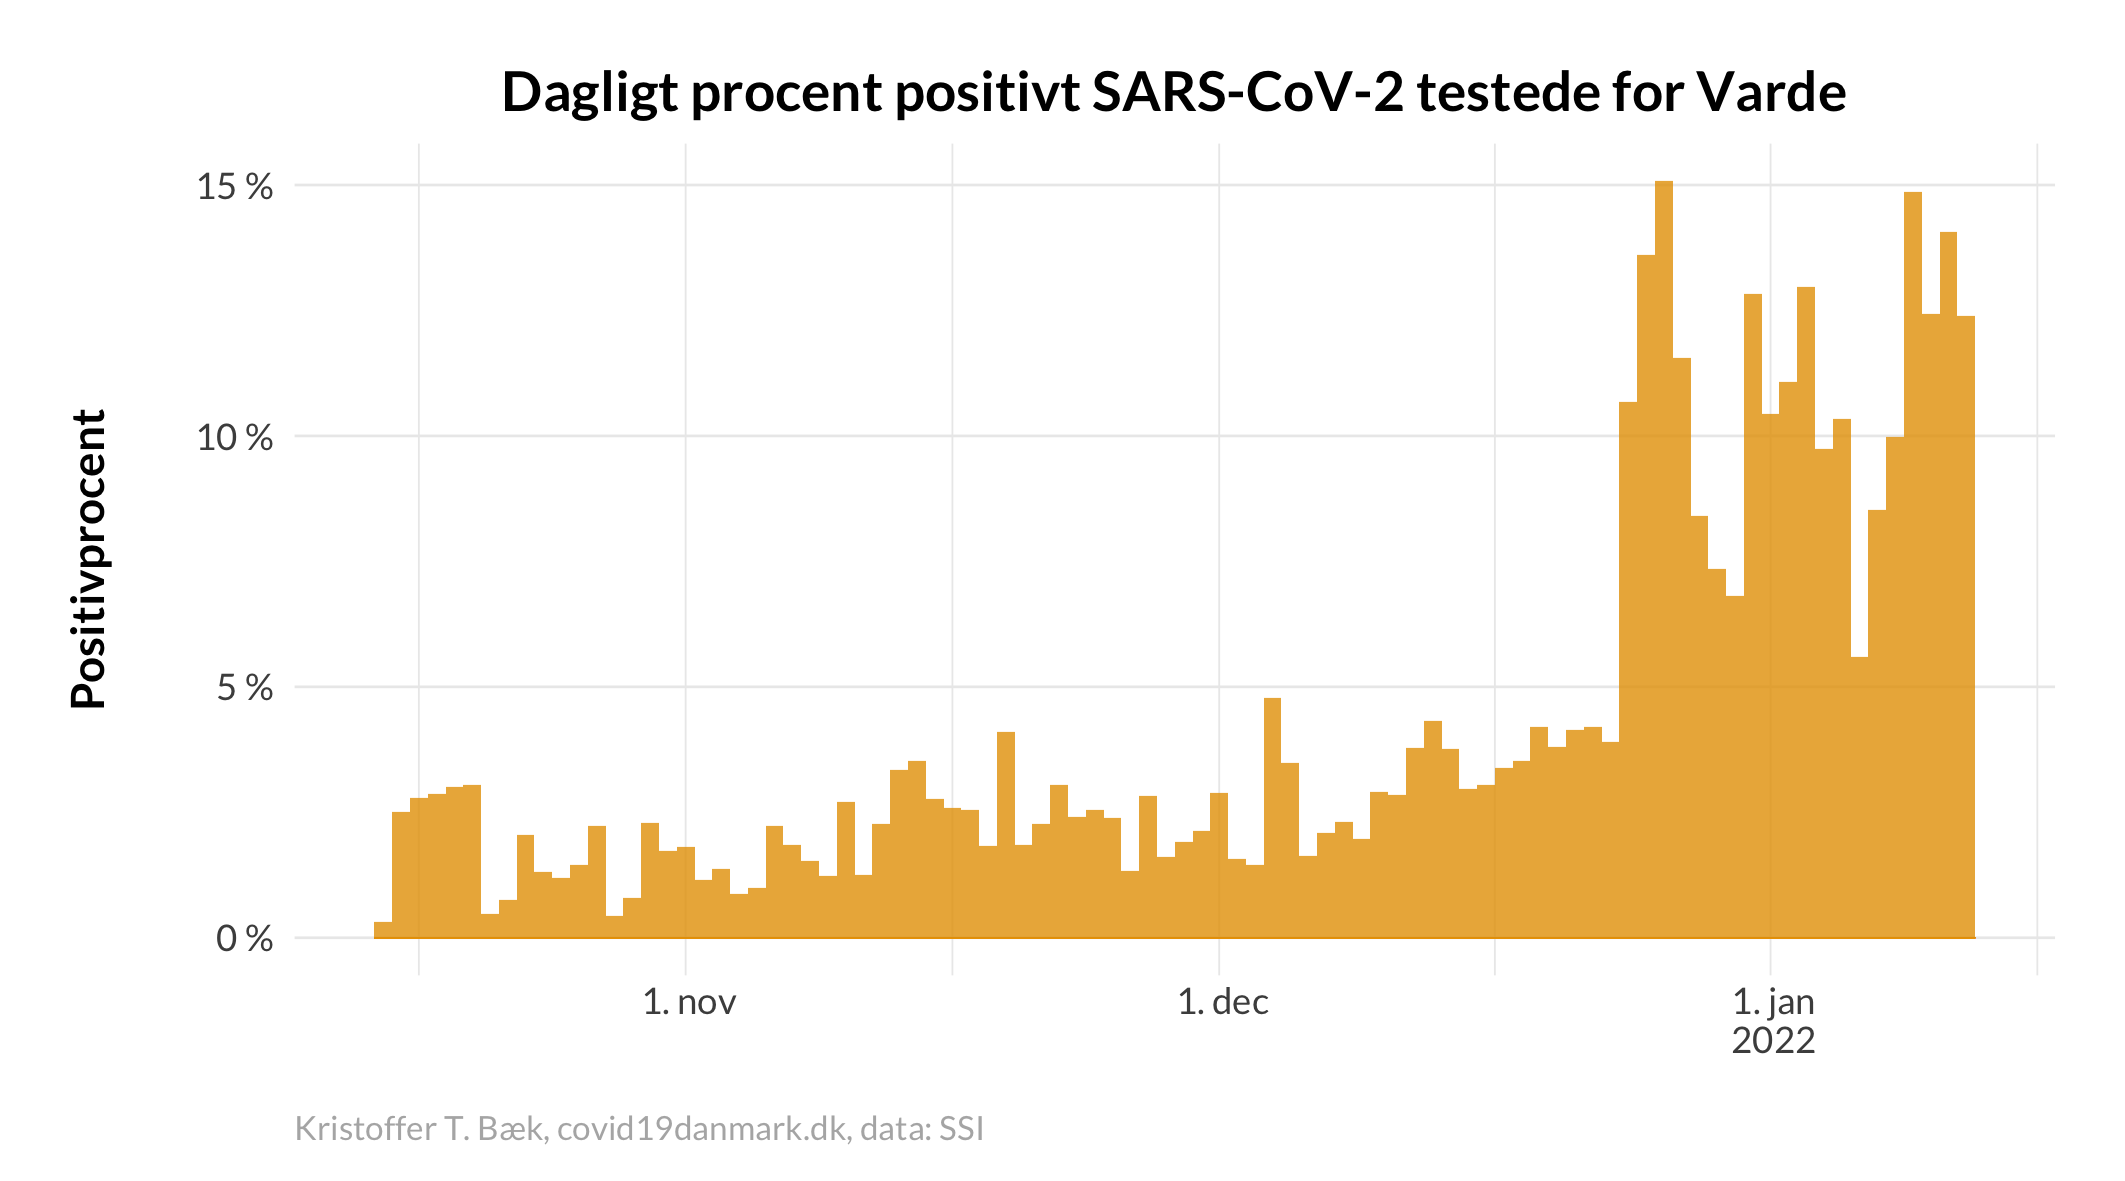 Dagligt procent positivt SARS-CoV-2 testede for Varde
Positivprocent
15 %
10 %
5 %
0 %
1. nov
1. dec
1. jan
2022
Kristoffer T. Bæk, covid19danmark.dk, data: SSI